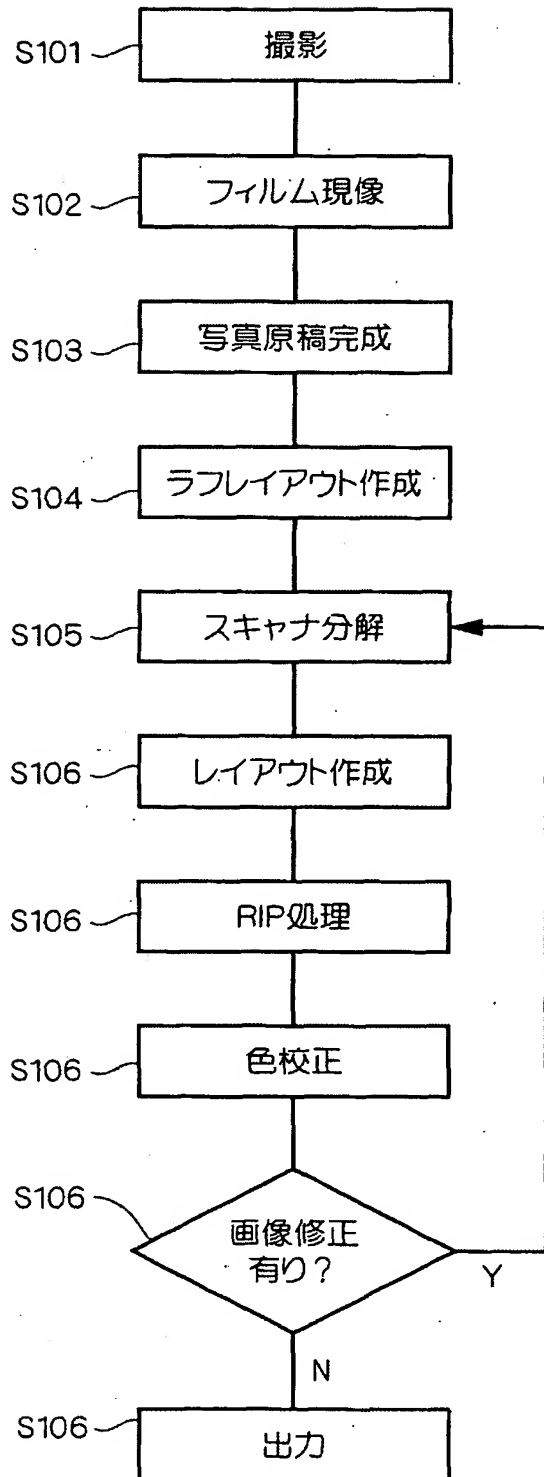 S101 撮影
S102 フィルム現像
S103 写真原稿完成
S104 ラフレイアウト作成
S105 スキャナ分解
S106 レイアウト作成
S106 RIP処理
S106 色校正
S106 画像修正
有り?
Y
N
S106 出力